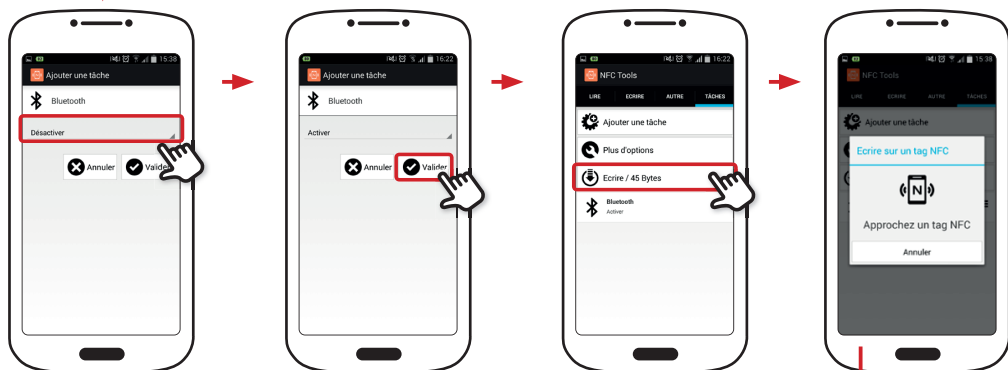 15:38
Ajouter une tâche
Bluetooth
Désactiver
Annuler
Valider
16:22
Ajouter une tâche
Bluetooth
Activer
Annuler
Valider
16:22
NFC Tools
LIRE ECRIRE AUTRE TÂCHES
Ajouter une tâche
Plus d'options
Ecrire / 45 Bytes
Bluetooth
Activer
15:38
NFC Tools
LIRE ECRIRE AUTRE TÂCHES
Ajouter une tâche
Ecrire sur un tag NFC
N
Approchez un tag NFC
Annuler